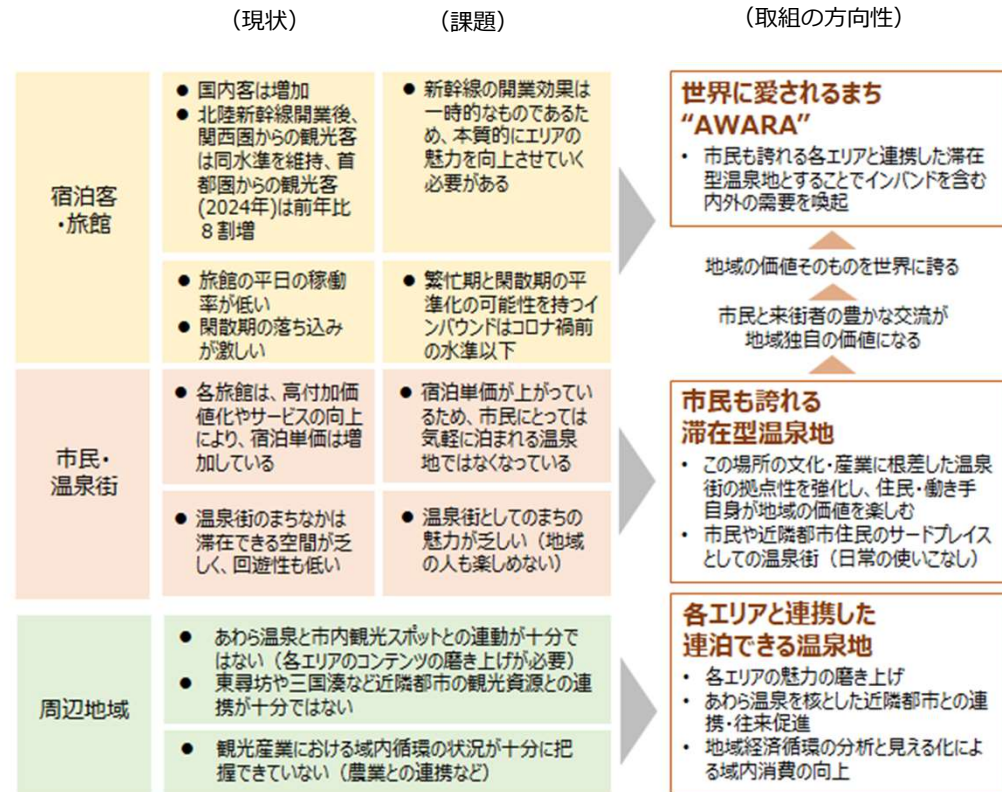 （現状）
（課題）
（取組の方向性）
宿泊客
・旅館
● 国内客は増加
● 北陸新幹線開業後、
関西圏からの観光客
は同水準を維持、首
都圏からの観光客
(2024年)は前年比
８割増
● 新幹線の開業効果は
一時的なものであるた
め、本質的にエリアの
魅力を向上させていく
必要がある
● 旅館の平日の稼働
率が低い
● 閑散期の落ち込み
が激しい
● 繁忙期と閑散期の平
準化の可能性を持つイ
ンバウンドはコロナ禍前
の水準以下
世界に愛されるまち
“AWARA”
• 市民も誇れる各エリアと連携した滞在
型温泉地とすることでインバンドを含む
内外の需要を喚起
地域の価値そのものを世界に誇る
市民と来街者の豊かな交流が
地域独自の価値になる
市民・
温泉街
● 各旅館は、高付加価
値化やサービスの向上
により、宿泊単価は増
加している
● 宿泊単価が上がってい
るため、市民にとっては
気軽に泊まれる温泉
地ではなくなっている
● 温泉街のまちなかは
滞在できる空間が乏
しく、回遊性も低い
● 温泉街としてのまちの
魅力が乏しい（地域
の人も楽しめない）
市民も誇れる
滞在型温泉地
• この場所の文化・産業に根差した温泉
街の拠点性を強化し、住民・働き手
自身が地域の価値を楽しむ
• 市民や近隣都市住民のサードプレイス
としての温泉街（日常の使いこなし）
周辺地域
● あわら温泉と市内観光スポットとの連動が十分で
はない（各エリアのコンテンツの磨き上げが必要）
● 東尋坊や三国湊など近隣都市の観光資源との連
携が十分ではない
● 観光産業における域内循環の状況が十分に把
握できていない（農業との連携など）
各エリアと連携した
連泊できる温泉地
• 各エリアの魅力の磨き上げ
• あわら温泉を核とした近隣都市との連
携・往来促進
• 地域経済循環の分析と見える化によ
る域内消費の向上